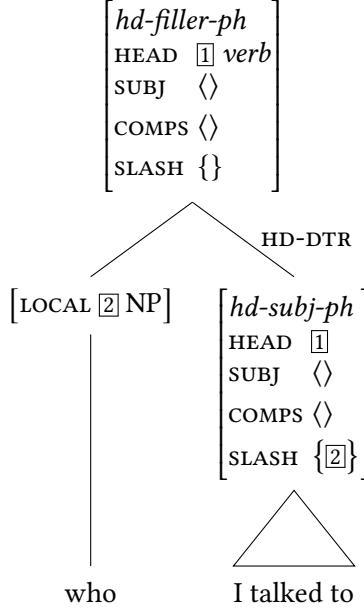 hd-filler-ph
HEAD 1 verb
SUBJ ⟨⟩
COMPS ⟨⟩
SLASH {}
HD-DTR
[LOCAL 2 NP]
hd-subj-ph
HEAD 1
SUBJ ⟨⟩
COMPS ⟨⟩
SLASH {2}
who
I talked to